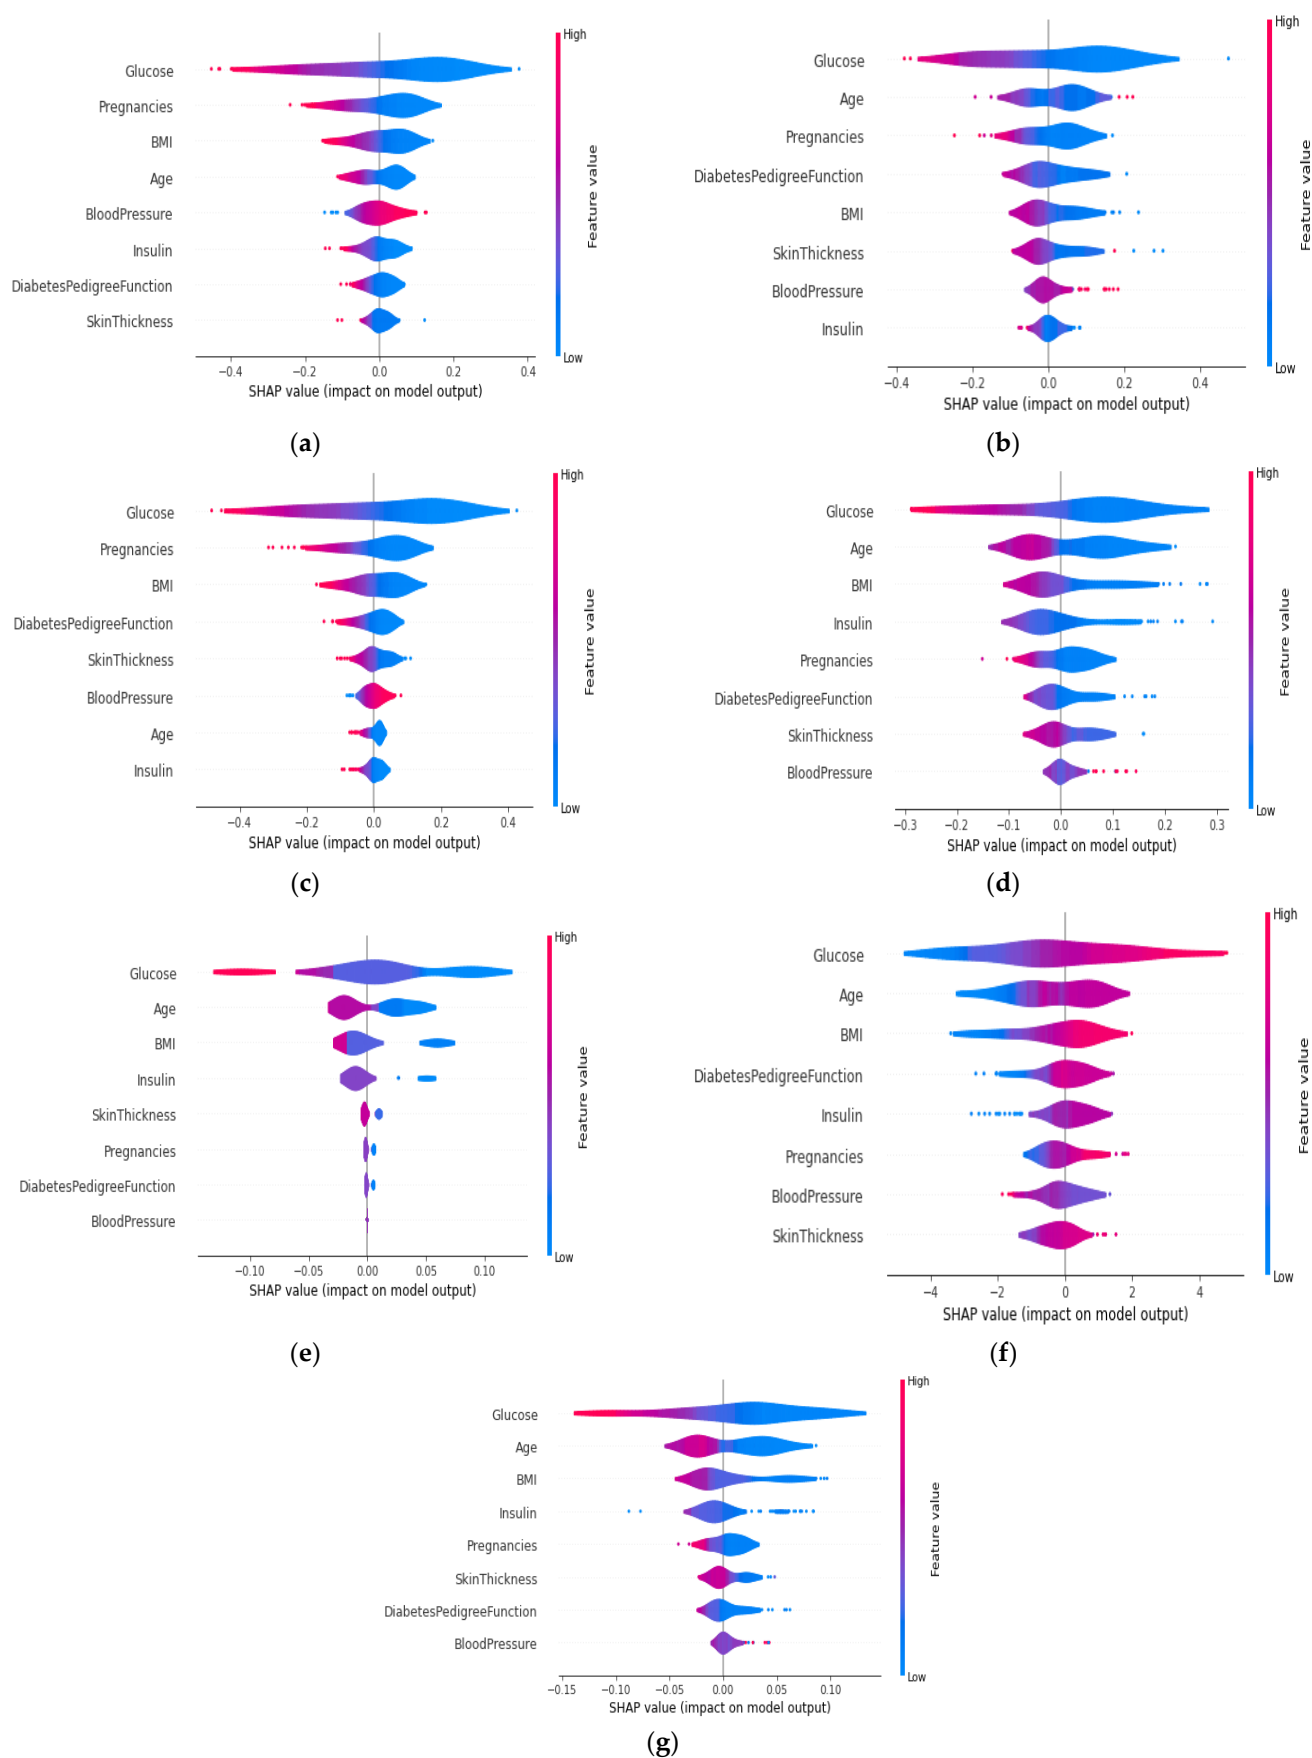 High
Glucose
Pregnancies
BMI
Age
BloodPressure
Insulin
DiabetesPedigreeFunction
SkinThickness
Feature value
Low
−0.4 −0.2 0.0 0.2 0.4
SHAP value (impact on model output)
(a)
High
Glucose
Age
Pregnancies
DiabetesPedigreeFunction
BMI
SkinThickness
BloodPressure
Insulin
Feature value
Low
−0.4 −0.2 0.0 0.2 0.4
SHAP value (impact on model output)
(b)
High
Glucose
Pregnancies
BMI
DiabetesPedigreeFunction
SkinThickness
BloodPressure
Age
Insulin
Feature value
Low
−0.4 −0.2 0.0 0.2 0.4
SHAP value (impact on model output)
(c)
High
Glucose
Age
BMI
Insulin
Pregnancies
DiabetesPedigreeFunction
SkinThickness
BloodPressure
Feature value
Low
−0.3 −0.2 −0.1 0.0 0.1 0.2 0.3
SHAP value (impact on model output)
(d)
High
Glucose
Age
BMI
Insulin
SkinThickness
Pregnancies
DiabetesPedigreeFunction
BloodPressure
Feature value
Low
−0.10 −0.05 0.00 0.05 0.10
SHAP value (impact on model output)
(e)
High
Glucose
Age
BMI
DiabetesPedigreeFunction
Insulin
Pregnancies
BloodPressure
SkinThickness
Feature value
Low
−4 −2 0 2 4
SHAP value (impact on model output)
(f)
High
Glucose
Age
BMI
Insulin
Pregnancies
SkinThickness
DiabetesPedigreeFunction
BloodPressure
Feature value
Low
−0.15 −0.10 −0.05 0.00 0.05 0.10
SHAP value (impact on model output)
(g)